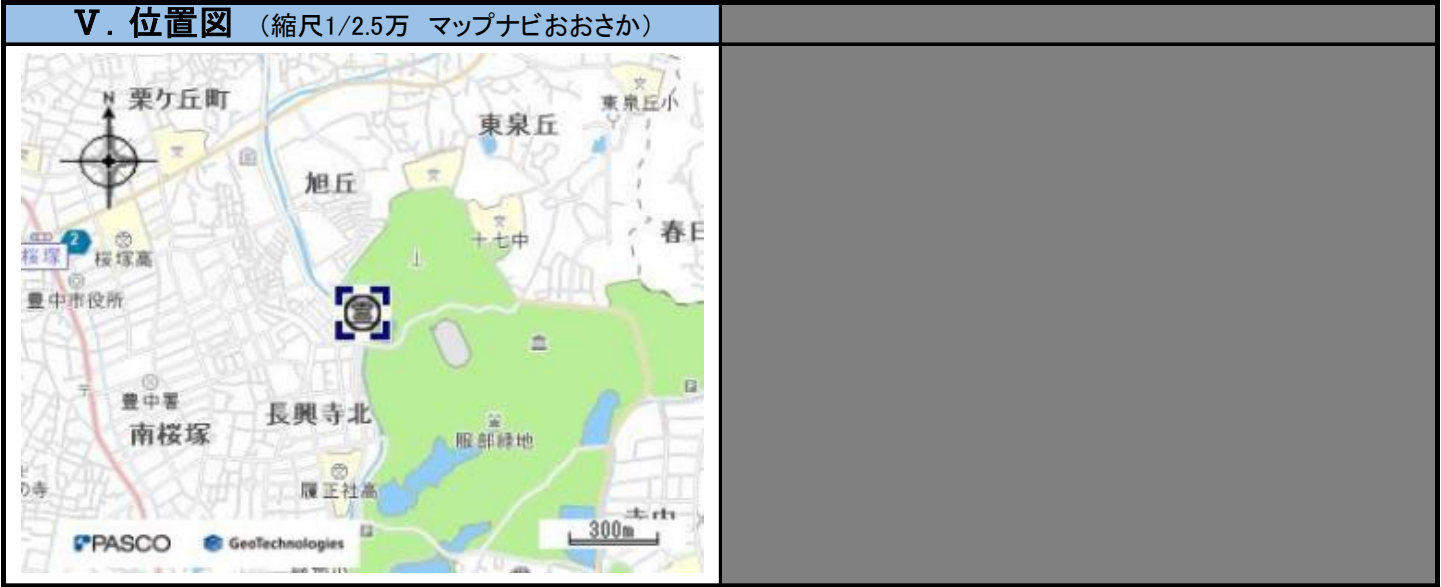 Ⅴ．位置図 （縮尺1/2.5万 マップナビおおさか）
N
栗ケ丘町
東泉丘小
東泉丘
旭丘
十七中
春日
2
桜塚
桜塚高
豊中市役所
豊中署
長興寺北
南桜塚
服部緑地
履正社高
の寺
300m
PASCO
GeoTechnologies